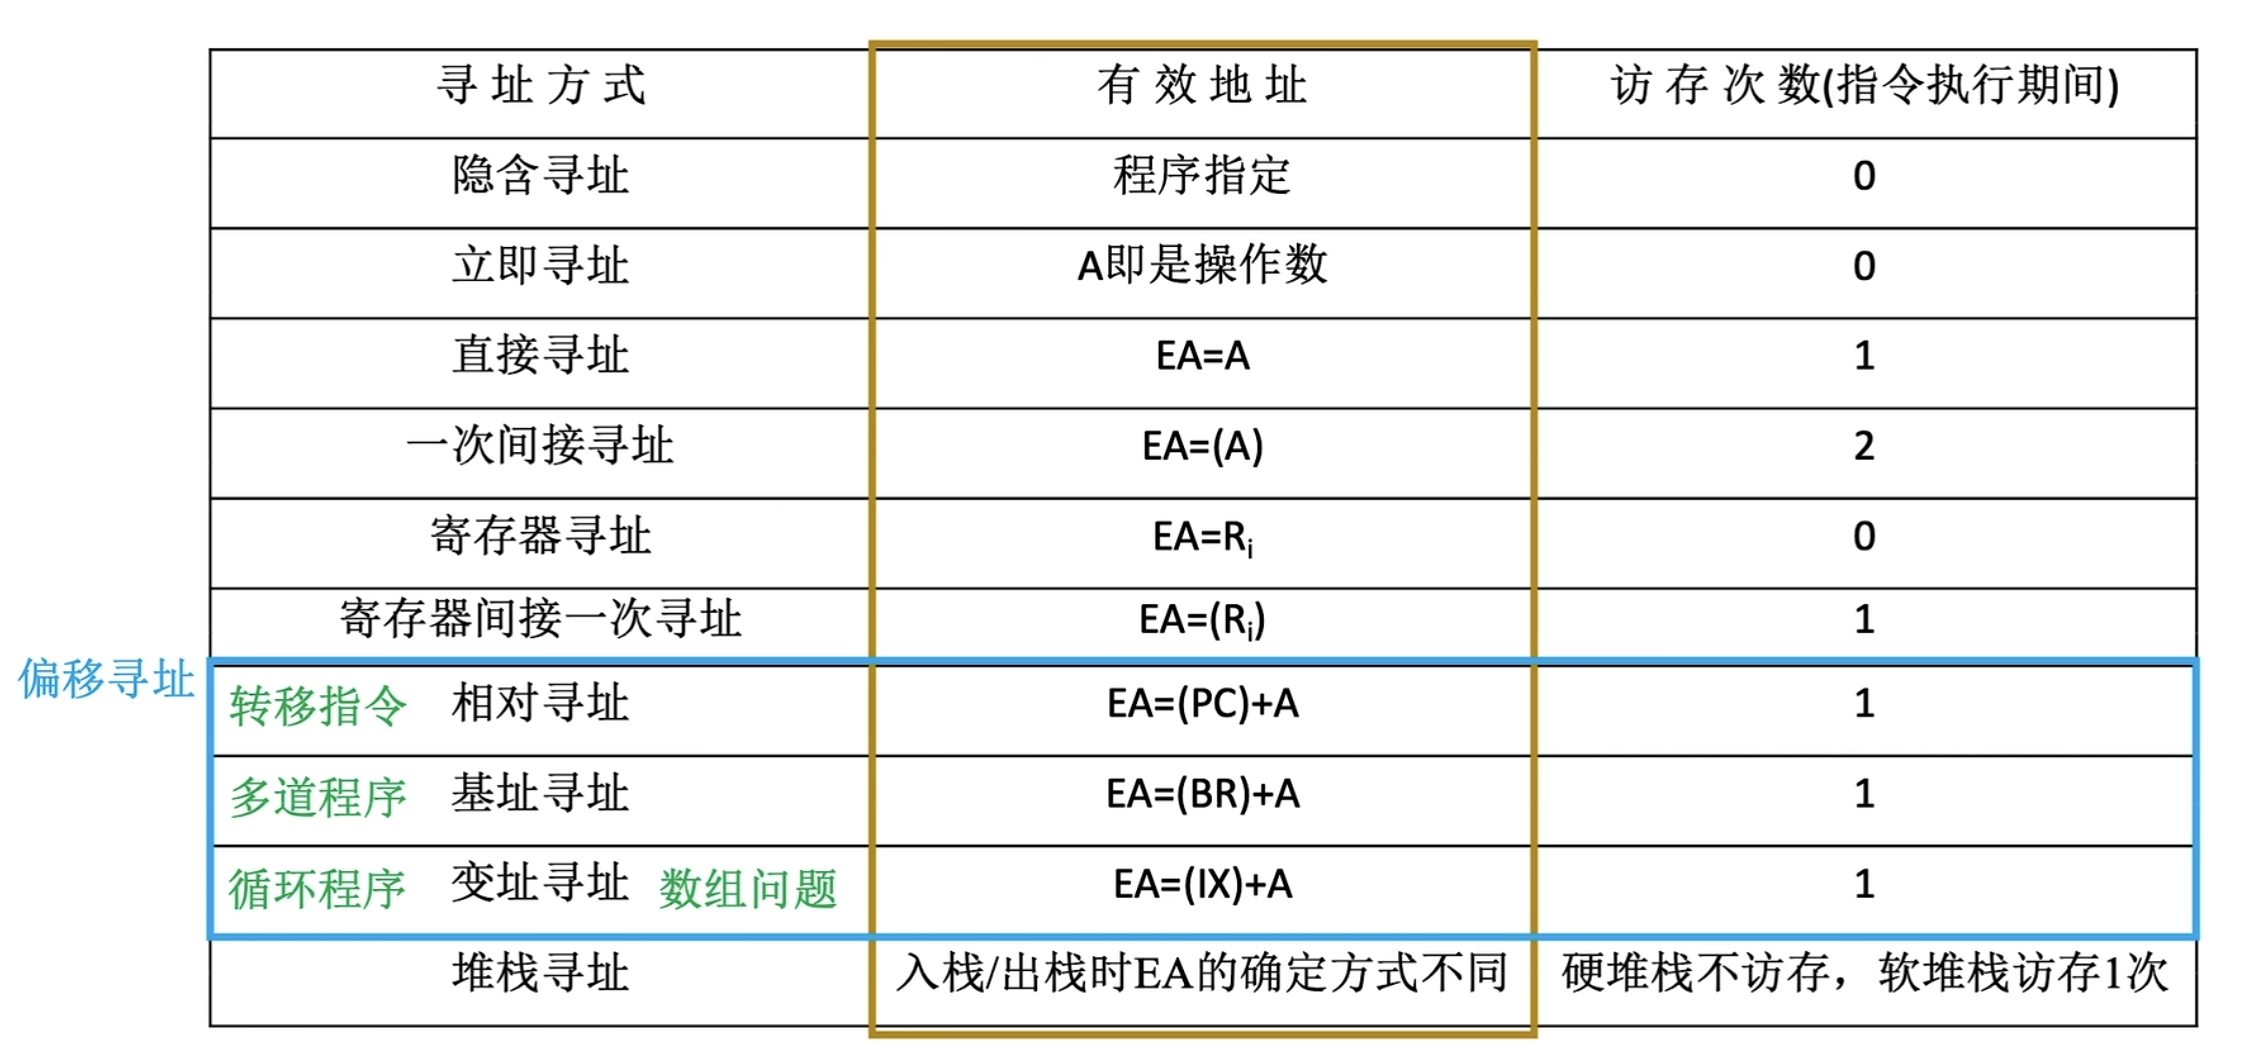 寻址方式 有效地址 访存次数(指令执行期间)
隐含寻址 程序指定 0
立即寻址 A即是操作数 0
直接寻址 EA=A 1
一次间接寻址 EA=(A) 2
寄存器寻址 EA=Ri 0
寄存器间接一次寻址 EA=(Ri) 1
偏移寻址
转移指令 相对寻址 EA=(PC)+A 1
多道程序 基址寻址 EA=(BR)+A 1
循环程序 变址寻址 数组问题 EA=(IX)+A 1
堆栈寻址 入栈/出栈时EA的确定方式不同 硬堆栈不访存，软堆栈访存1次